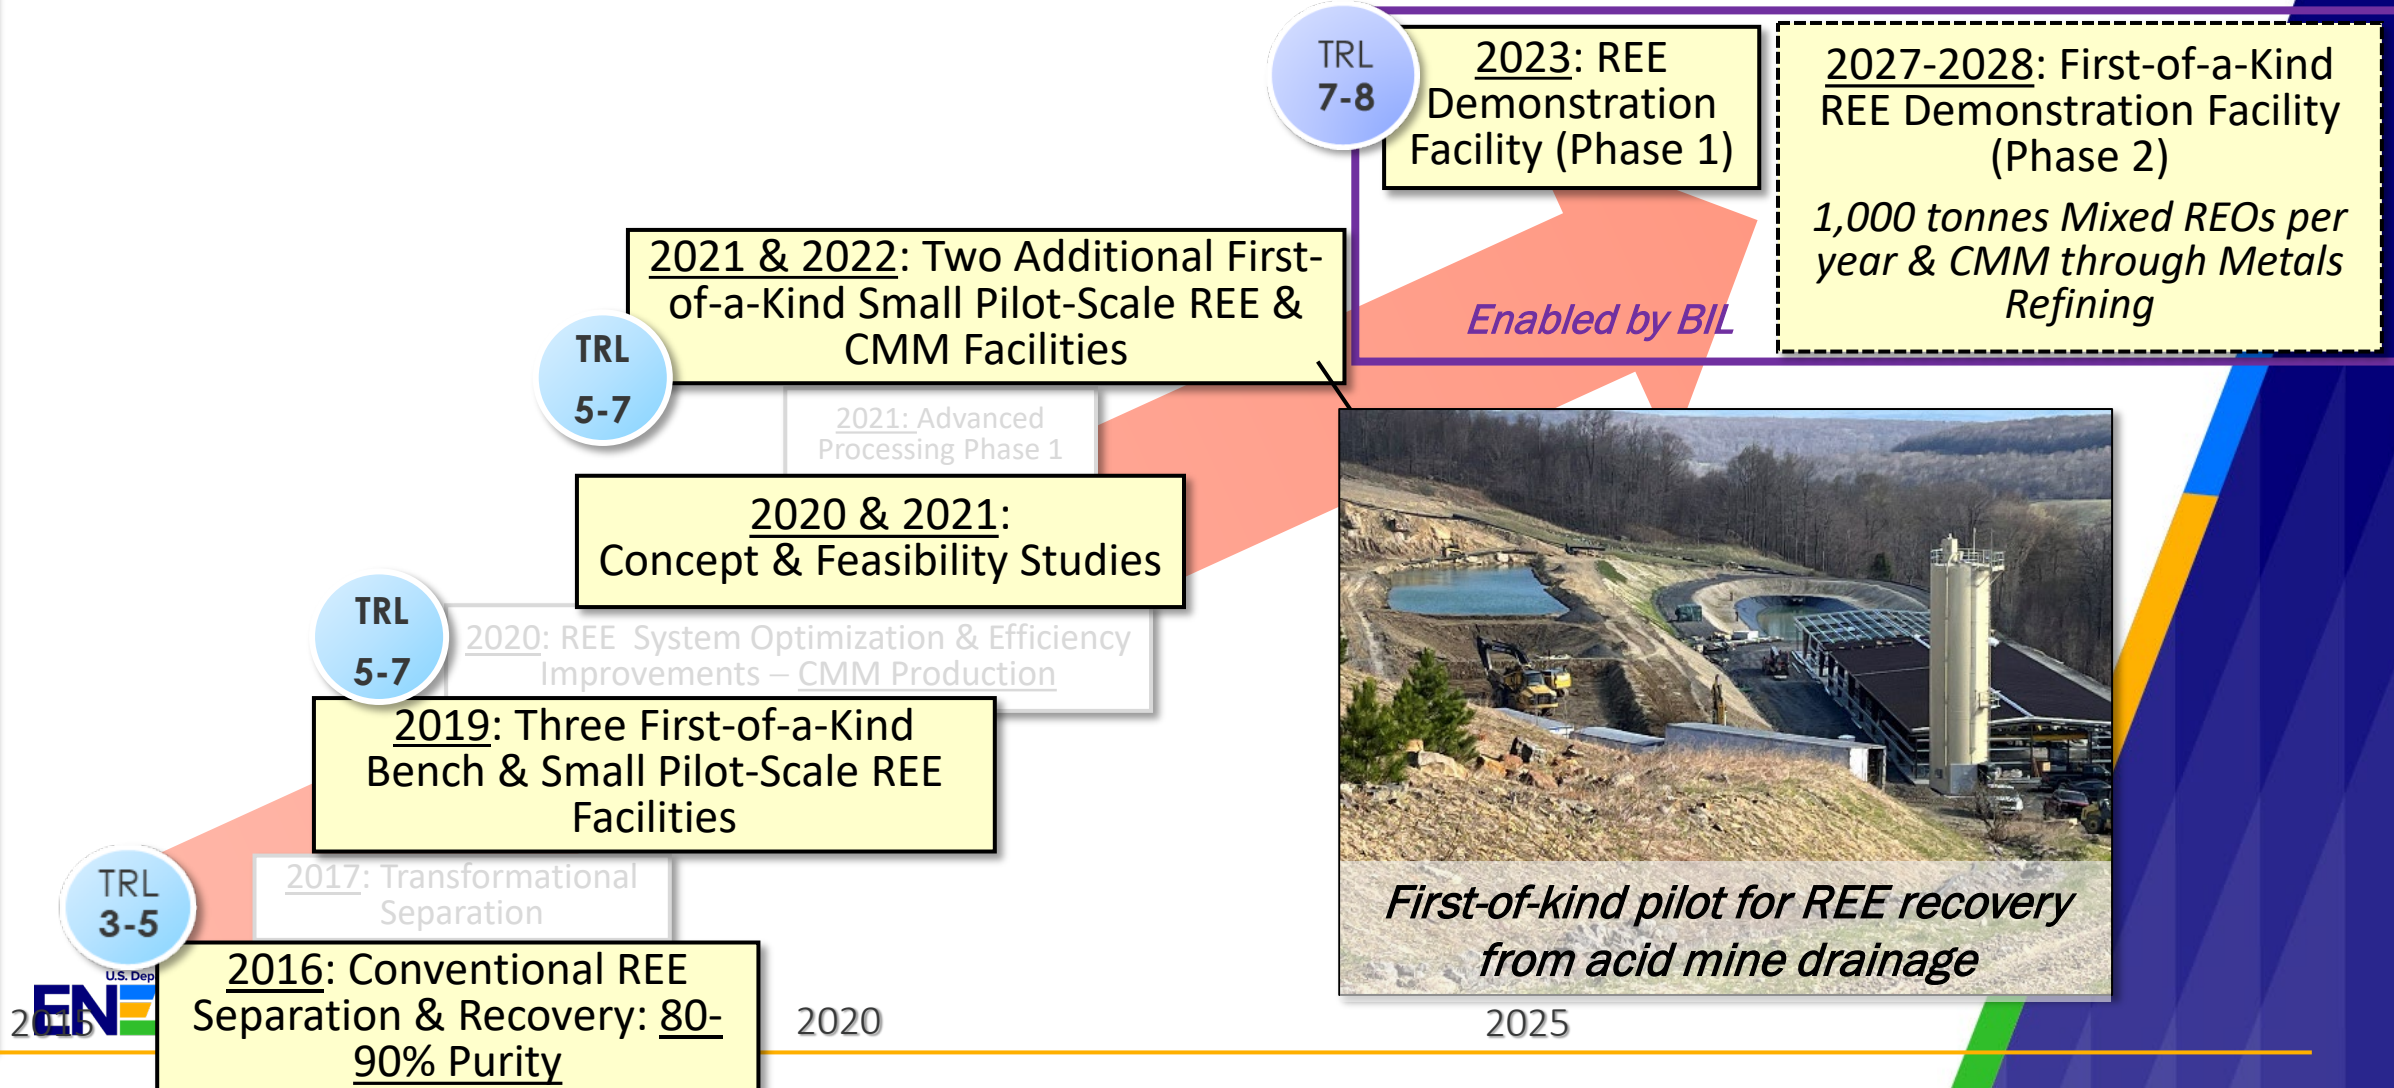 TRL
7-8
2023: REE
Demonstration
Facility (Phase 1)
2027-2028: First-of-a-Kind
REE Demonstration Facility
(Phase 2)
1,000 tonnes Mixed REOs per
year & CMM through Metals
Refining
Enabled by BIL
2021 & 2022: Two Additional First-
of-a-Kind Small Pilot-Scale REE &
CMM Facilities
TRL
5-7
2021: Advanced
Processing Phase 1
2020 & 2021:
Concept & Feasibility Studies
TRL
5-7
2020: REE System Optimization & Efficiency
Improvements – CMM Production
2019: Three First-of-a-Kind
Bench & Small Pilot-Scale REE
Facilities
TRL
3-5
2017: Transformational
Separation
2016: Conventional REE
Separation & Recovery: 80-
90% Purity
First-of-kind pilot for REE recovery
from acid mine drainage
U.S. Dep
ENE
2015
2020
2025